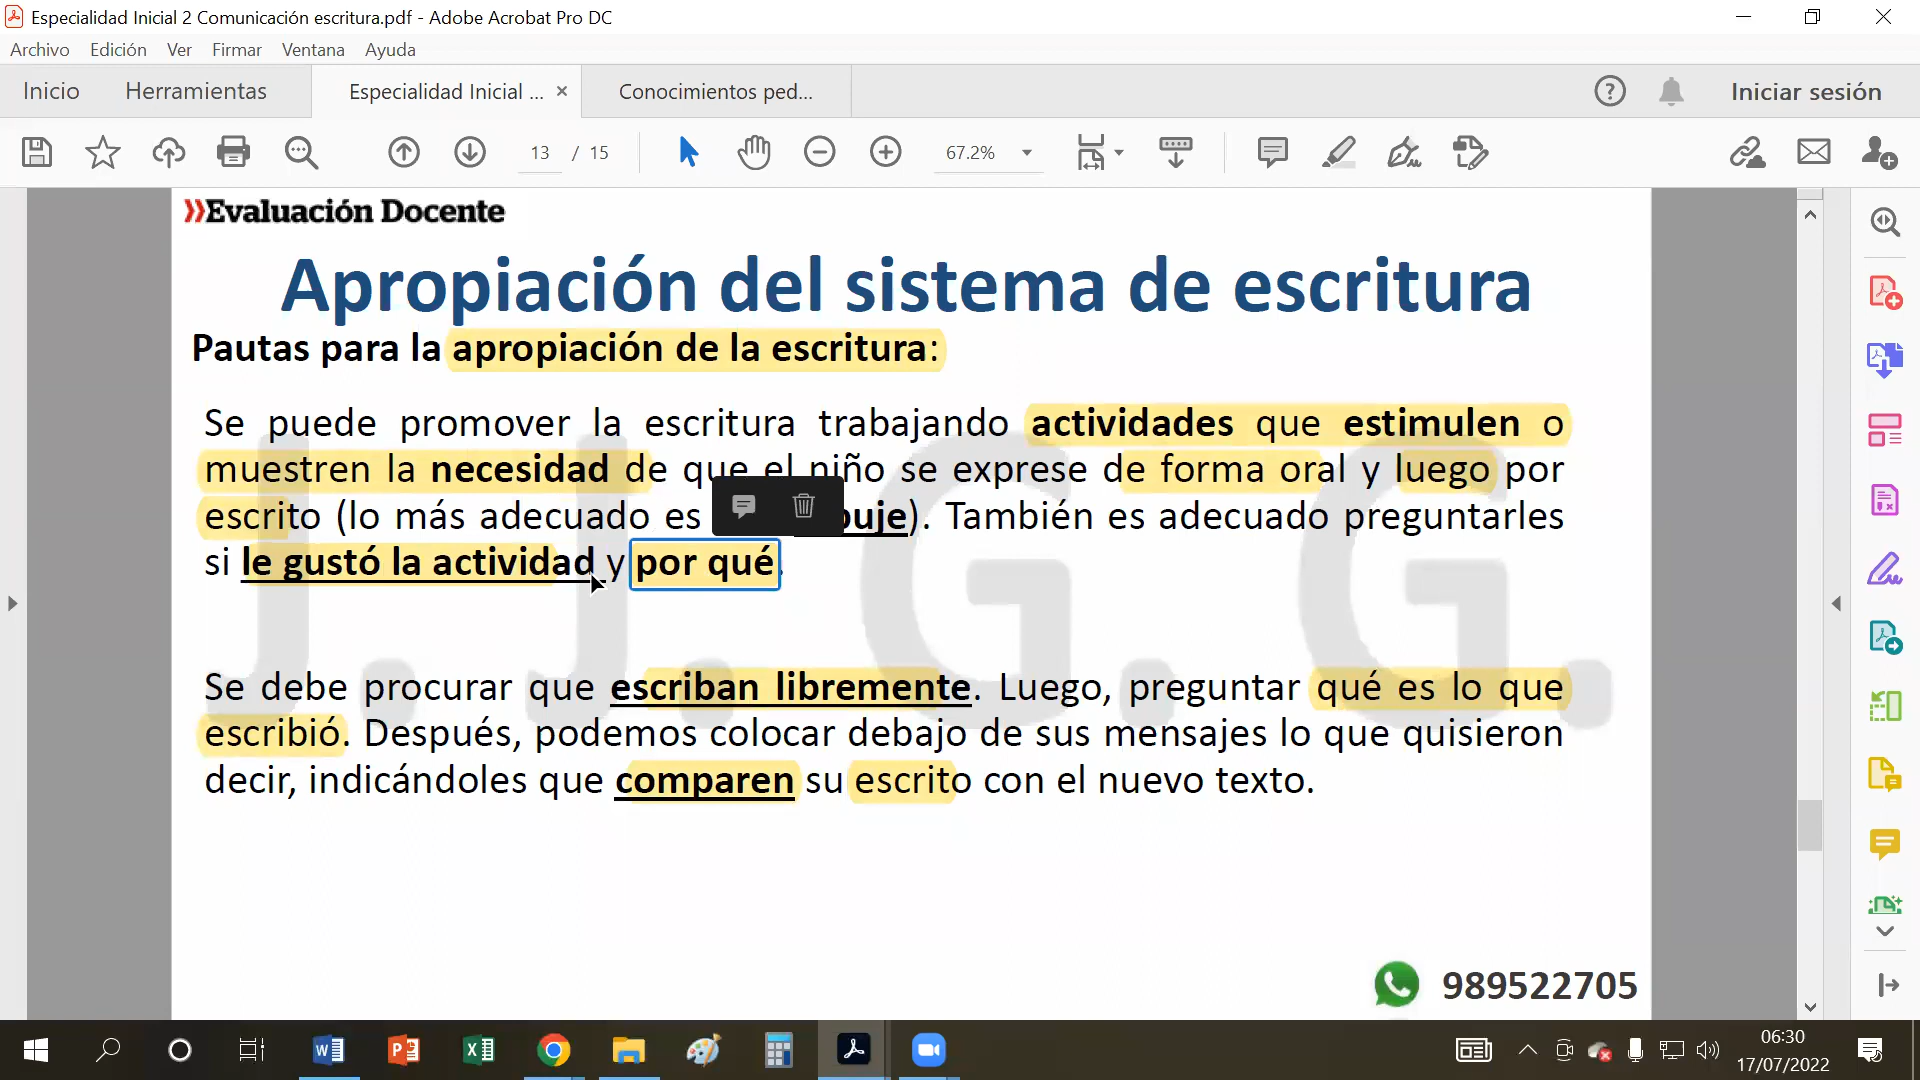 Especialidad Inicial 2 Comunicación escritura.pdf - Adobe Acrobat Pro DC
Archivo Edición Ver Firmar Ventana Ayuda
Inicio Herramientas Especialidad Inicial ... × Conocimientos ped... Iniciar sesión
13 / 15 67.2%
Evaluación Docente
Apropiación del sistema de escritura
Pautas para la apropiación de la escritura:
Se puede promover la escritura trabajando actividades que estimulen o
muestren la necesidad de que el niño se exprese de forma oral y luego por
escrito (lo más adecuado es buje). También es adecuado preguntarles
si le gustó la actividad y por qué.
Se debe procurar que escriban libremente. Luego, preguntar qué es lo que
escribió. Después, podemos colocar debajo de sus mensajes lo que quisieron
decir, indicándoles que comparen su escrito con el nuevo texto.
J. J. G. G.
989522705
06:30
17/07/2022